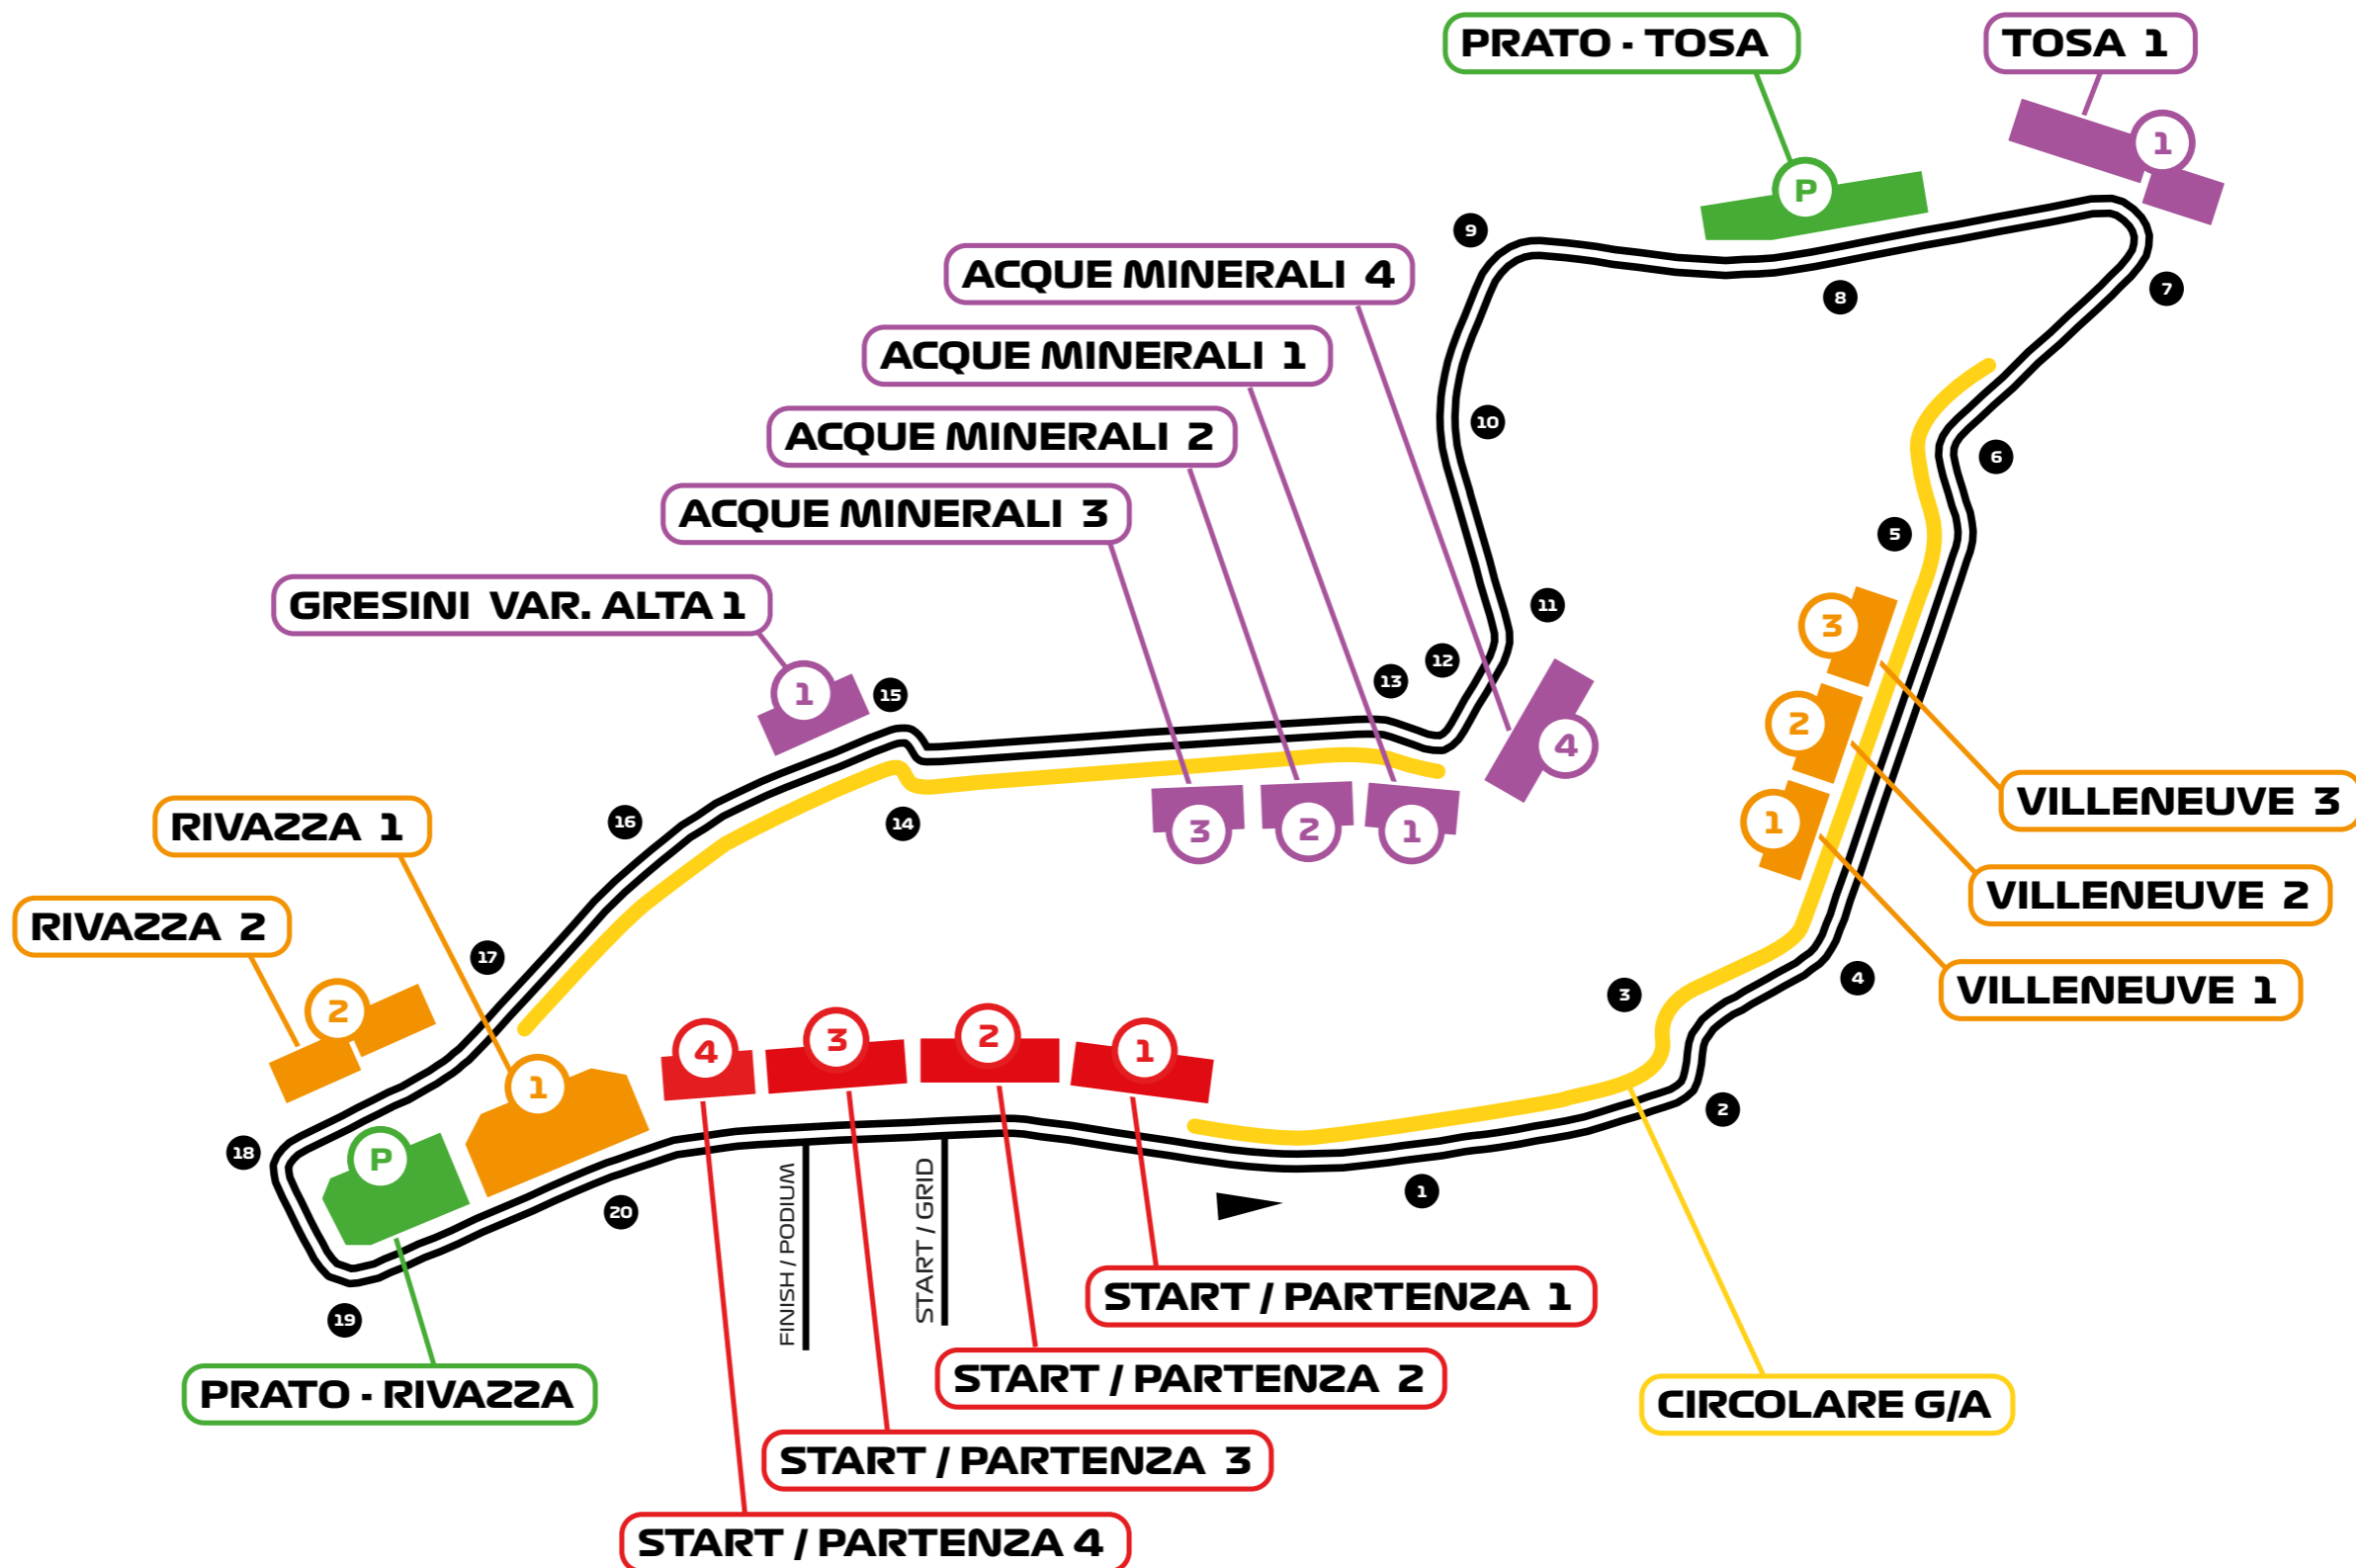 PRATO - TOSA
TOSA 1
1
P
9
ACQUE MINERALI 4
8
7
ACQUE MINERALI 1
10
ACQUE MINERALI 2
6
ACQUE MINERALI 3
5
GRESINI VAR. ALTA 1
11
3
12
13
1
15
2
4
VILLENEUVE 3
RIVAZZA 1
16
14
3
2
1
1
VILLENEUVE 2
RIVAZZA 2
17
4
VILLENEUVE 1
3
2
4
3
2
1
1
2
18
P
1
20
FINISH / PODIUM
START / GRID
START / PARTENZA 1
19
PRATO - RIVAZZA
START / PARTENZA 2
CIRCOLARE G/A
START / PARTENZA 3
START / PARTENZA 4